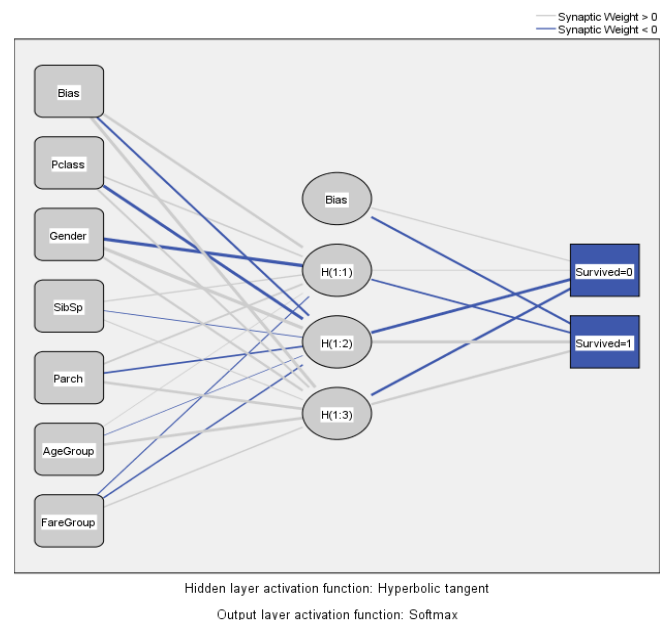 Synaptic Weight > 0
Synaptic Weight < 0
Bias
Pclass
Gender
SibSp
Parch
AgeGroup
FareGroup
Bias
H(1:1)
H(1:2)
H(1:3)
Survived=0
Survived=1
Hidden layer activation function: Hyperbolic tangent
Output layer activation function: Softmax